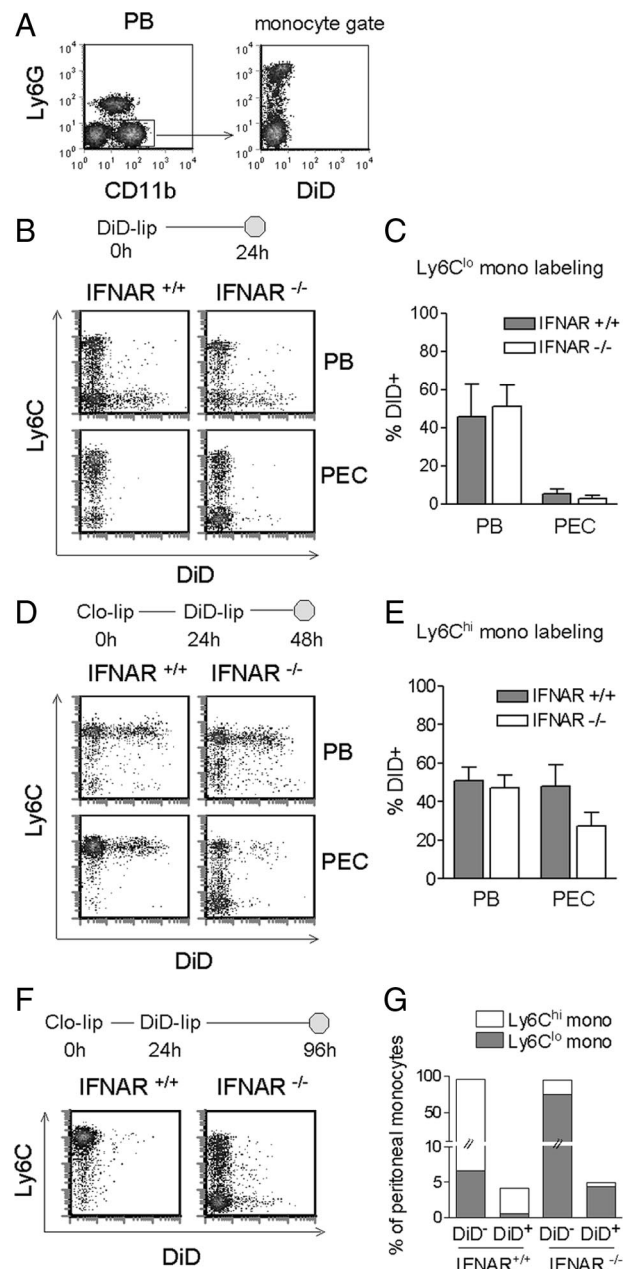 A
PB
monocyte gate
Ly6G
10⁴
10³
10²
10¹
10⁰
10⁰ 10¹ 10² 10³ 10⁴
CD11b
10⁴
10³
10²
10¹
10⁰
10⁰ 10¹ 10² 10³ 10⁴
DiD
B
DiD-lip
0h
24h
IFNAR +/+
IFNAR -/-
PB
PEC
Ly6C
DiD
C
Ly6Clo mono labeling
IFNAR +/+
IFNAR -/-
% DID+
100
80
60
40
20
0
PB
PEC
D
Clo-lip
DiD-lip
0h
24h
48h
IFNAR +/+
IFNAR -/-
PB
PEC
Ly6C
DiD
E
Ly6Chi mono labeling
IFNAR +/+
IFNAR -/-
% DID+
100
80
60
40
20
0
PB
PEC
F
Clo-lip
DiD-lip
0h
24h
96h
IFNAR +/+
IFNAR -/-
Ly6C
DiD
G
Ly6Chi mono
Ly6Clo mono
% of peritoneal monocytes
100
50
10
5
0
DiD- DiD+ DiD- DiD+
IFNAR+/+
IFNAR -/-